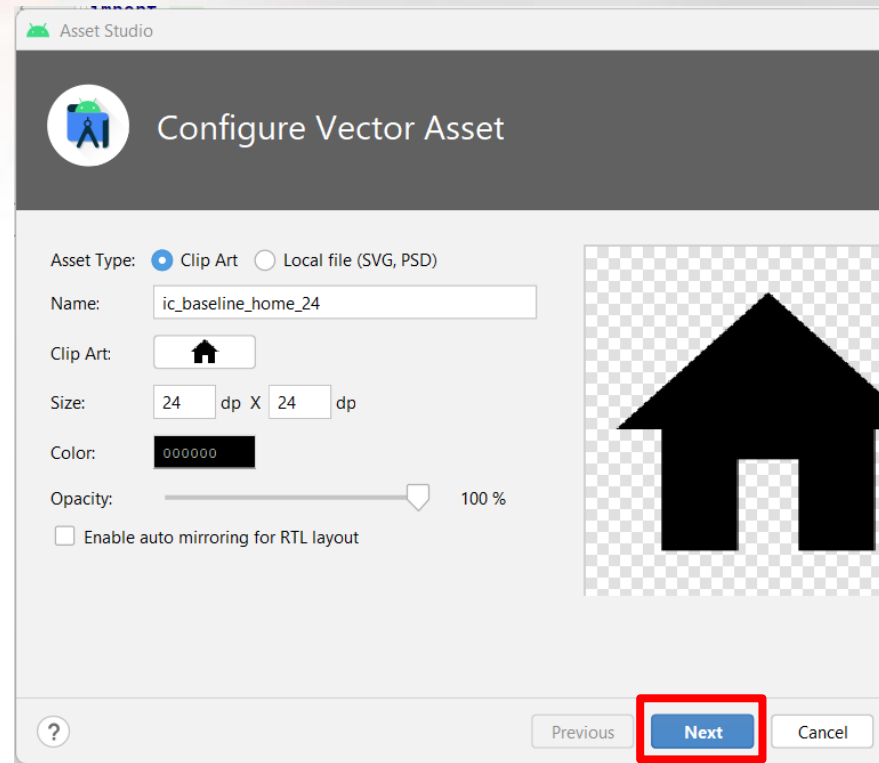 import
Asset Studio
Configure Vector Asset
Asset Type: Clip Art Local file (SVG, PSD)
Name: ic_baseline_home_24
Clip Art:
Size: 24 dp X 24 dp
Color: 000000
Opacity: 100 %
Enable auto mirroring for RTL layout
? Previous Next Cancel